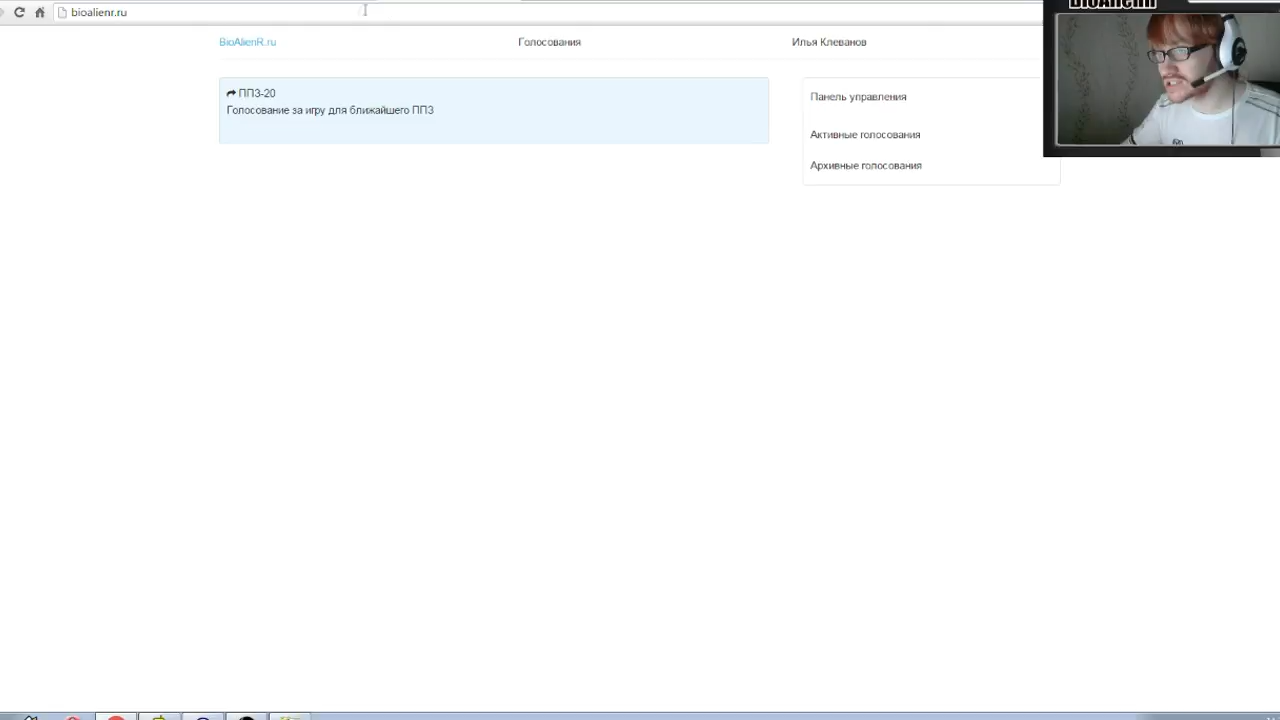 bioalienr.ru
BioAlienR.ru
Голосования
Илья Клеванов
ППЗ-20
Голосование за игру для ближайшего ППЗ
Панель управления
Активные голосования
Архивные голосования
BioAlienR